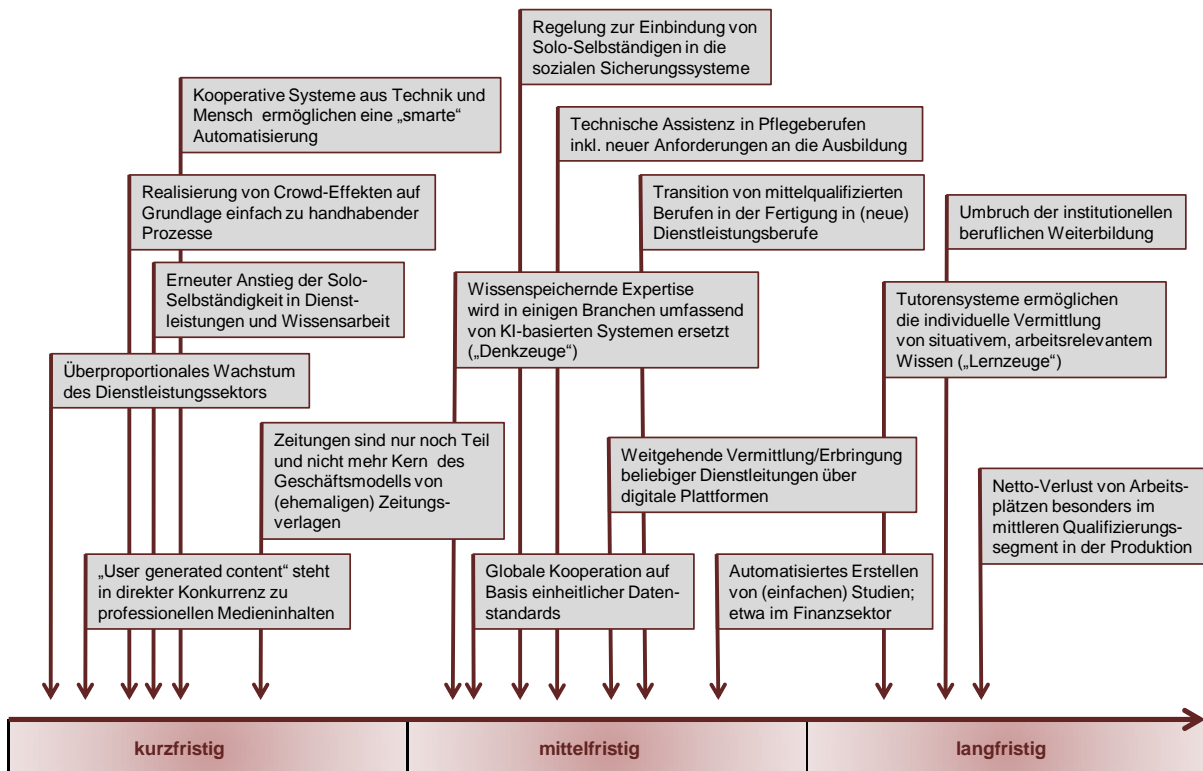 Regelung zur Einbindung von
Solo-Selbständigen in die
sozialen Sicherungssysteme
Kooperative Systeme aus Technik und
Mensch ermöglichen eine „smarte“
Automatisierung
Technische Assistenz in Pflegeberufen
inkl. neuer Anforderungen an die Ausbildung
Realisierung von Crowd-Effekten auf
Grundlage einfach zu handhabender
Prozesse
Transition von mittelqualifizierten
Berufen in der Fertigung in (neue)
Dienstleistungsberufe
Umbruch der institutionellen
beruflichen Weiterbildung
Erneuter Anstieg der Solo-
Selbständigkeit in Dienst-
leistungen und Wissensarbeit
Wissenspeichernde Expertise
wird in einigen Branchen umfassend
von KI-basierten Systemen ersetzt
(„Denkzeuge“)
Tutorensysteme ermöglichen
die individuelle Vermittlung
von situativem, arbeitsrelevantem
Wissen („Lernzeuge“)
Überproportionales Wachstum
des Dienstleistungssektors
Zeitungen sind nur noch Teil
und nicht mehr Kern des
Geschäftsmodells von
(ehemaligen) Zeitungs-
verlagen
Weitgehende Vermittlung/Erbringung
beliebiger Dienstleitungen über
digitale Plattformen
Netto-Verlust von Arbeits-
plätzen besonders im
mittleren Qualifizierungs-
segment in der Produktion
„User generated content“ steht
in direkter Konkurrenz zu
professionellen Medieninhalten
Globale Kooperation auf
Basis einheitlicher Daten-
standards
Automatisiertes Erstellen
von (einfachen) Studien;
etwa im Finanzsektor
kurzfristig
mittelfristig
langfristig